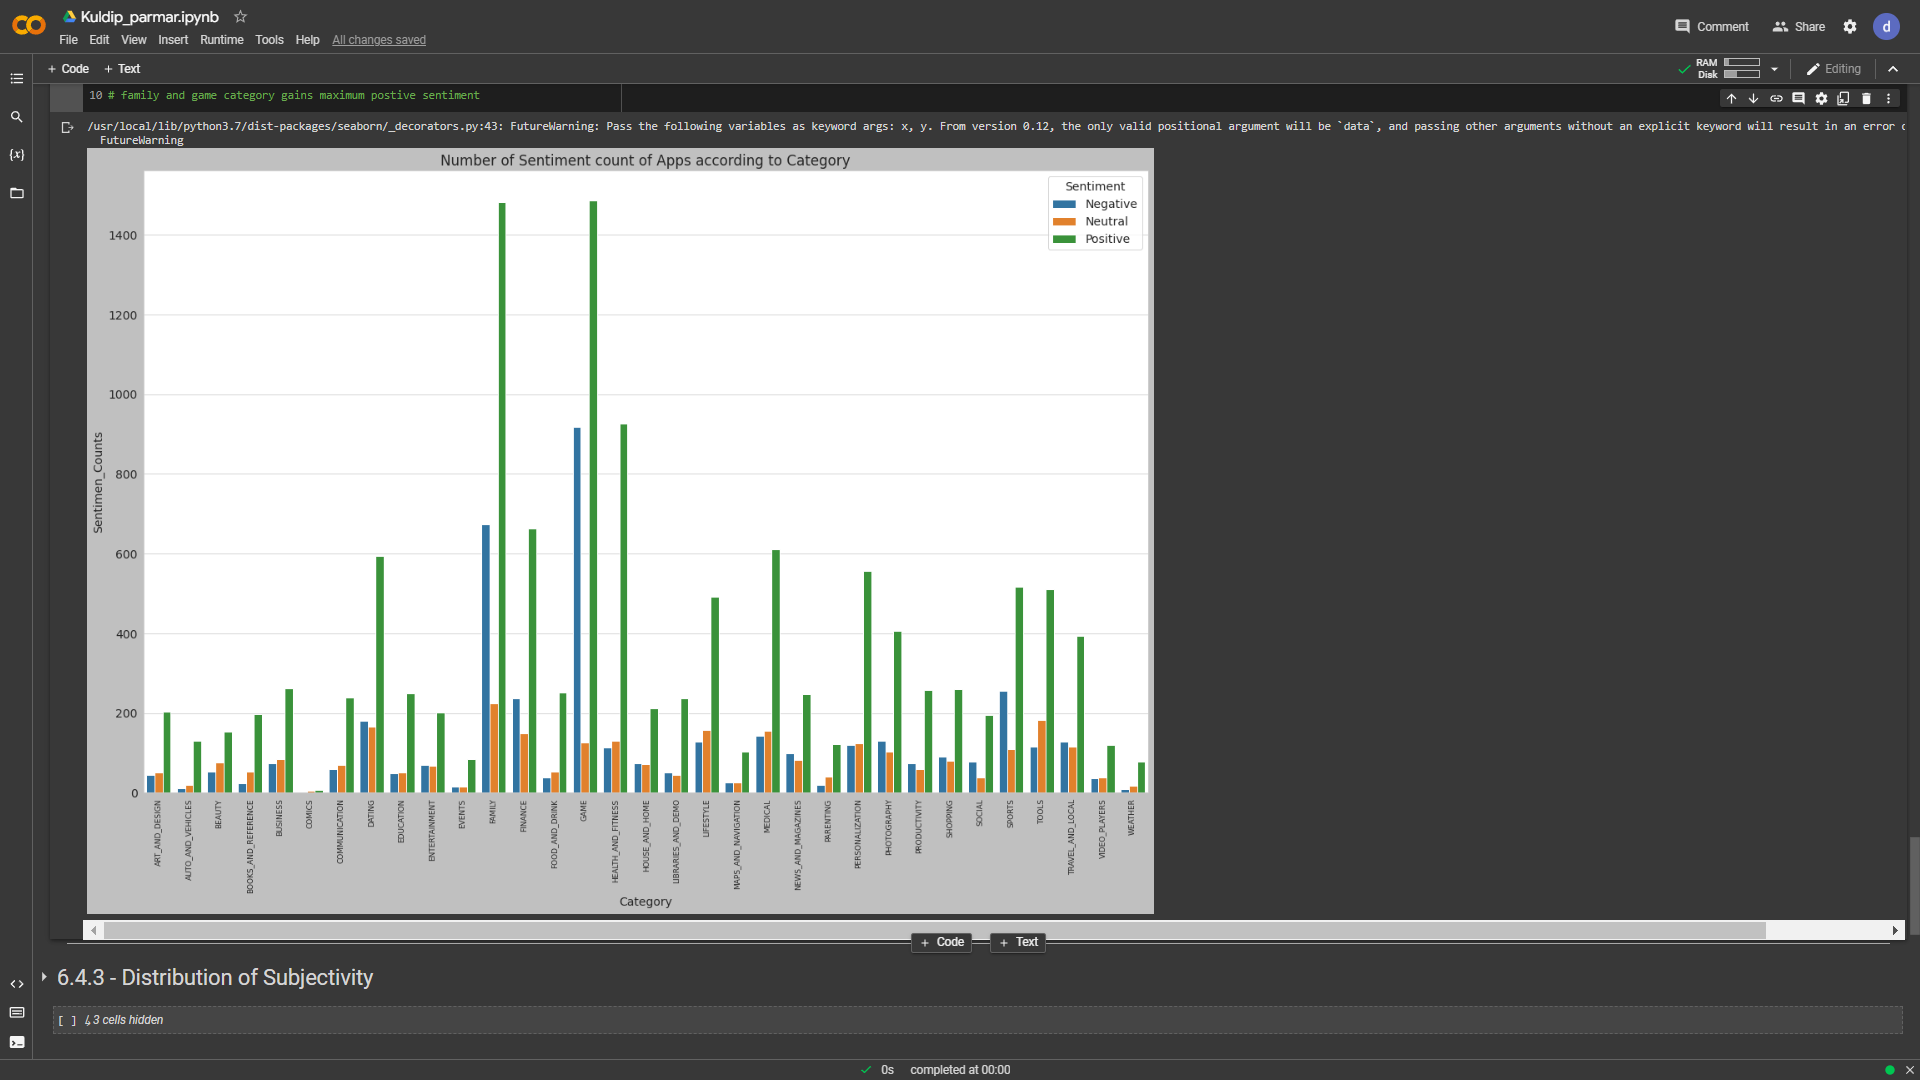 Kuldip_parmar.ipynb
File Edit View Insert Runtime Tools Help All changes saved
Comment Share d
+ Code + Text
RAM
Disk
Editing
10 # family and game category gains maximum postive sentiment
/usr/local/lib/python3.7/dist-packages/seaborn/_decorators.py:43: FutureWarning: Pass the following variables as keyword args: x, y. From version 0.12, the only valid positional argument will be `data`, and passing other arguments without an explicit keyword will result in an error
FutureWarning
Number of Sentiment count of Apps according to Category
Sentiment
Negative
Neutral
Positive
1400
1200
1000
800
600
400
200
0
Sentimen_Counts
ART_AND_DESIGN
AUTO_AND_VEHICLES
BEAUTY
BOOKS_AND_REFERENCE
BUSINESS
COMICS
COMMUNICATION
DATING
EDUCATION
ENTERTAINMENT
EVENTS
FAMILY
FINANCE
FOOD_AND_DRINK
GAME
HEALTH_AND_FITNESS
HOUSE_AND_HOME
LIBRARIES_AND_DEMO
LIFESTYLE
MAPS_AND_NAVIGATION
MEDICAL
NEWS_AND_MAGAZINES
PARENTING
PERSONALIZATION
PHOTOGRAPHY
PRODUCTIVITY
SHOPPING
SOCIAL
SPORTS
TOOLS
TRAVEL_AND_LOCAL
VIDEO_PLAYERS
WEATHER
Category
+ Code + Text
6.4.3 - Distribution of Subjectivity
[ ] ↳ 3 cells hidden
0s completed at 00:00